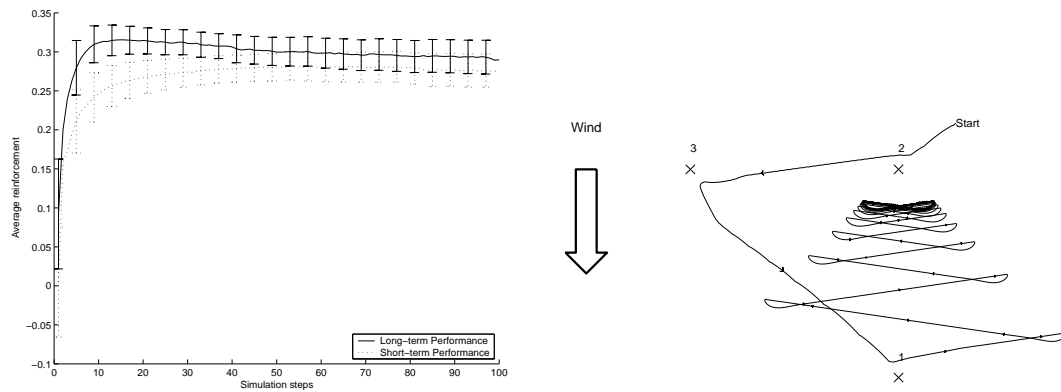 0.35
0.3
0.25
0.2
0.15
0.1
0.05
0
−0.05
−0.1
Average reinforcement
0 10 20 30 40 50 60 70 80 90 100
Simulation steps
Long−term Performance
Short−term Performance
Wind
Start
3
2
1